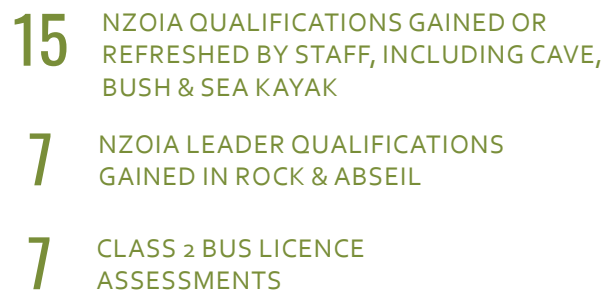 15 NZOIA QUALIFICATIONS GAINED OR
REFRESHED BY STAFF, INCLUDING CAVE,
BUSH & SEA KAYAK
7 NZOIA LEADER QUALIFICATIONS
GAINED IN ROCK & ABSEIL
7 CLASS 2 BUS LICENCE
ASSESSMENTS